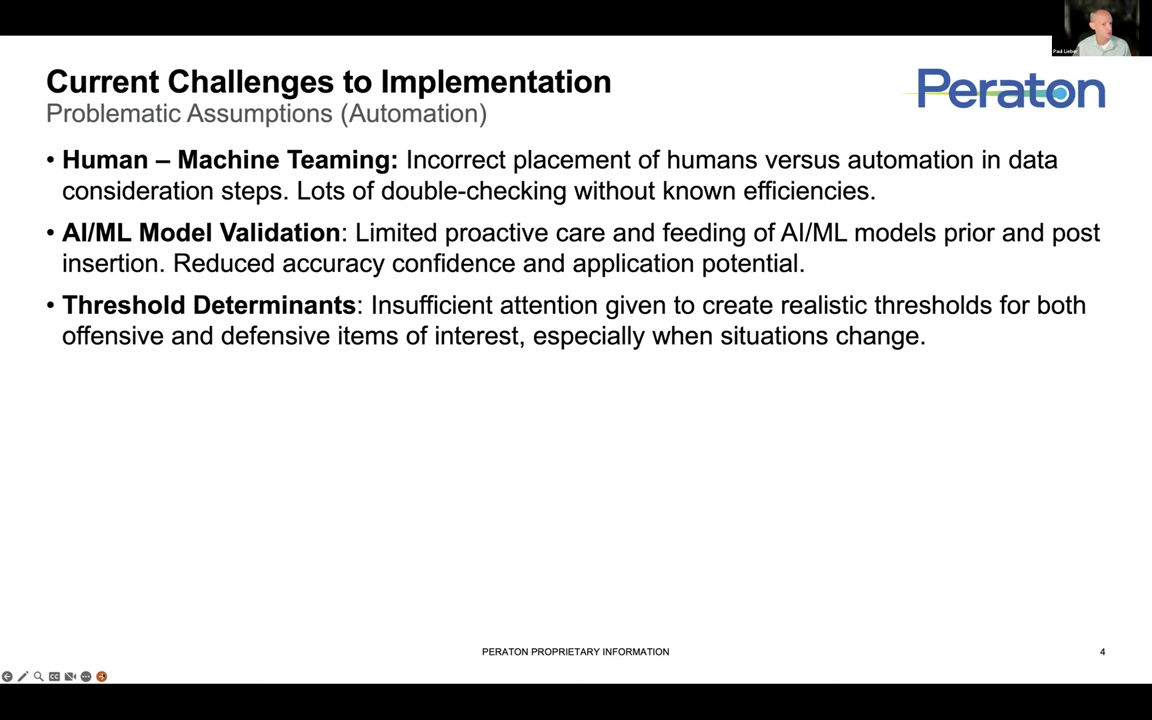 Paul Lieber
Current Challenges to Implementation
Peraton
Problematic Assumptions (Automation)
• Human – Machine Teaming: Incorrect placement of humans versus automation in data
consideration steps. Lots of double-checking without known efficiencies.
• AI/ML Model Validation: Limited proactive care and feeding of AI/ML models prior and post
insertion. Reduced accuracy confidence and application potential.
• Threshold Determinants: Insufficient attention given to create realistic thresholds for both
offensive and defensive items of interest, especially when situations change.
PERATON PROPRIETARY INFORMATION
4